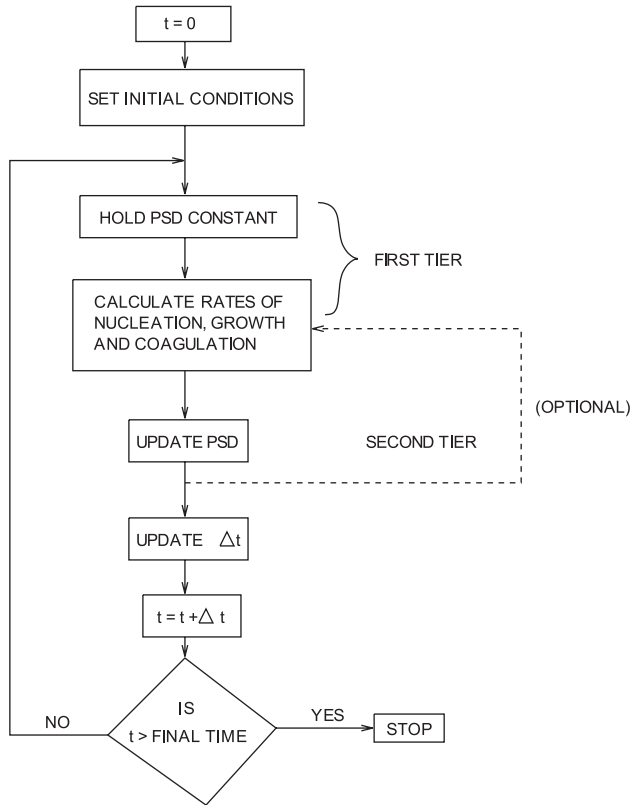 t = 0
SET INITIAL CONDITIONS
HOLD PSD CONSTANT
FIRST TIER
CALCULATE RATES OF
NUCLEATION, GROWTH
AND COAGULATION
(OPTIONAL)
UPDATE PSD
SECOND TIER
UPDATE △t
t = t +△ t
IS
t > FINAL TIME
NO
YES
STOP